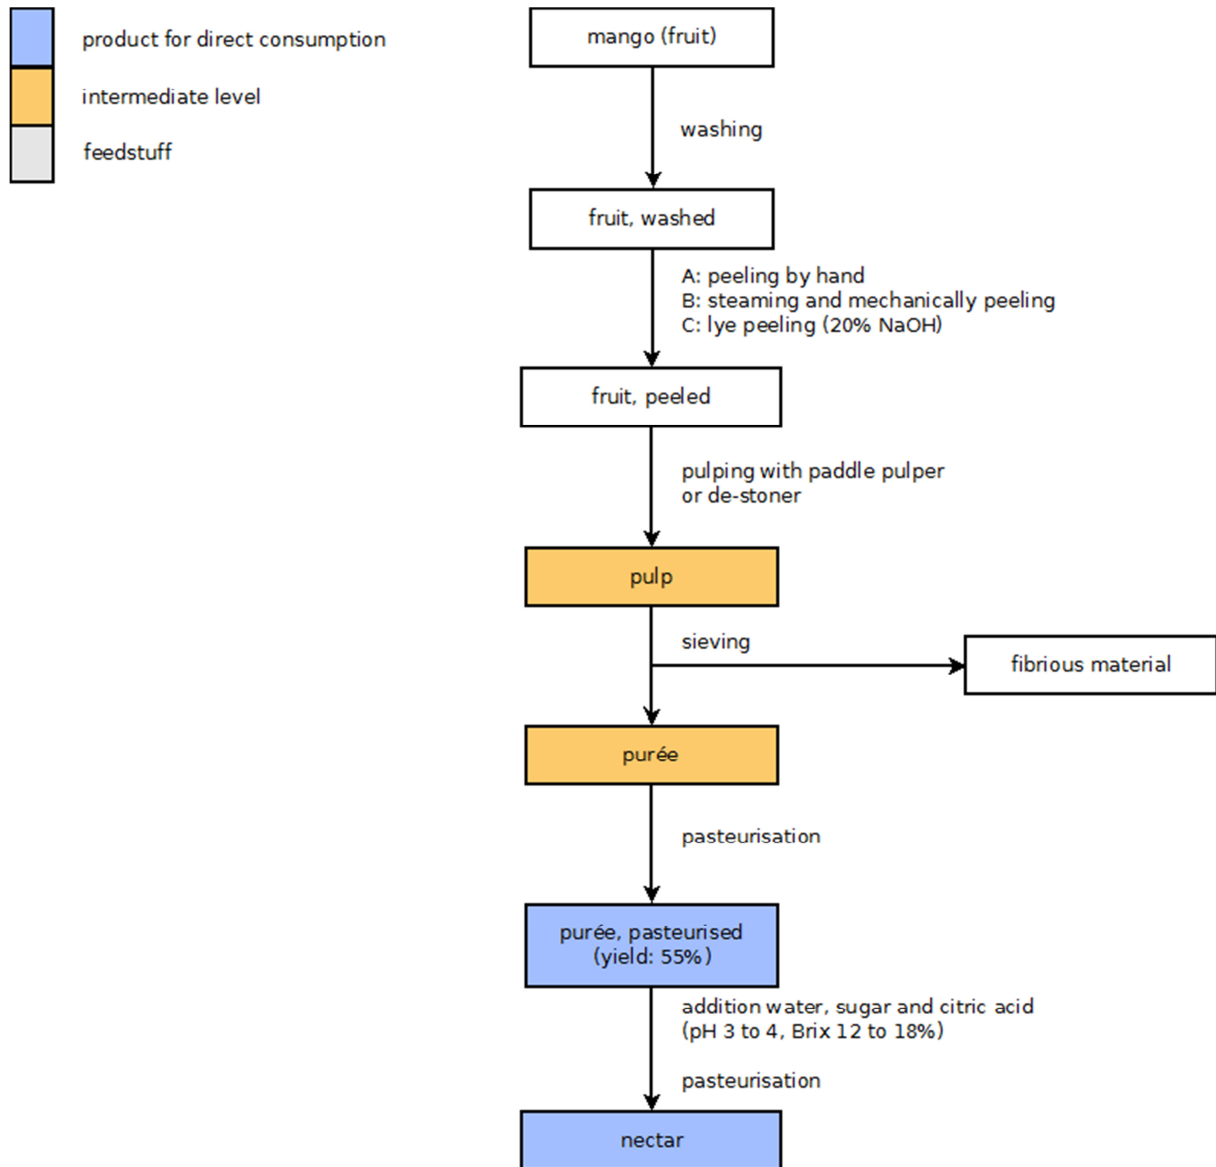 product for direct consumption
intermediate level
feedstuff
mango (fruit)
washing
fruit, washed
A: peeling by hand
B: steaming and mechanically peeling
C: lye peeling (20% NaOH)
fruit, peeled
pulping with paddle pulper
or de-stoner
pulp
sieving
fibrious material
purée
pasteurisation
purée, pasteurised
(yield: 55%)
addition water, sugar and citric acid
(pH 3 to 4, Brix 12 to 18%)
pasteurisation
nectar